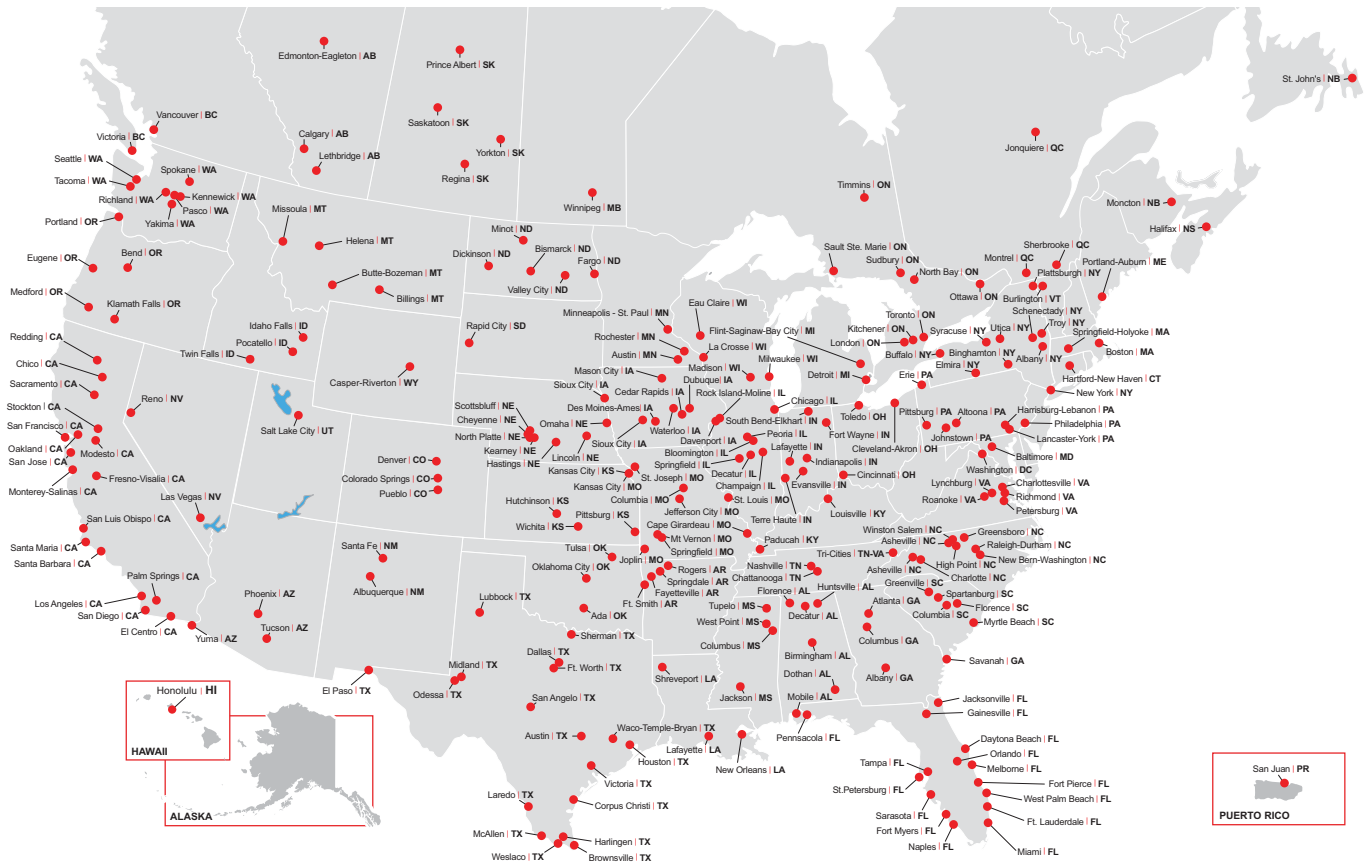 Edmonton-Eagleton | AB
Prince Albert | SK
St. John's | NB
Vancouver | BC
Saskatoon | SK
Victoria | BC
Calgary | AB
Yorkton | SK
Jonquiere | QC
Seattle | WA
Lethbridge | AB
Spokane | WA
Regina | SK
Tacoma | WA
Kennewick | WA
Richland | WA
Pasco | WA
Winnipeg | MB
Timmins | ON
Moncton | NB
Missoula | MT
Portland | OR
Yakima | WA
Halifax | NS
Minot | ND
Helena | MT
Bismarck | ND
Sault Ste. Marie | ON
Sherbrooke | QC
Bend | OR
Dickinson | ND
Fargo | ND
Sudbury | ON
Montrel | QC
Portland-Auburn | ME
Eugene | OR
Butte-Bozeman | MT
North Bay | ON
Plattsburgh | NY
Valley City | ND
Ottawa | ON
Billings | MT
Burlington | VT
Medford | OR
Klamath Falls | OR
Eau Claire | WI
Schenectady | NY
Minneapolis - St. Paul | MN
Toronto | ON
Idaho Falls | ID
Rapid City | SD
Flint-Saginaw-Bay City | MI
Kitchener | ON
Syracuse | NY
Utica | NY
Troy | NY
Springfield-Holyoke | MA
Redding | CA
Pocatello | ID
Rochester | MN
La Crosse | WI
London | ON
Twin Falls | ID
Austin | MN
Milwaukee | WI
Buffalo | NY
Binghamton | NY
Albany | NY
Boston | MA
Chico | CA
Madison | WI
Elmira | NY
Mason City | IA
Dubuque | IA
Detroit | MI
Erie | PA
Hartford-New Haven | CT
Casper-Riverton | WY
Sioux City | IA
Cedar Rapids | IA
Rock Island-Moline | IL
New York | NY
Sacramento | CA
Reno | NV
Scottsbluff | NE
Des Moines-Ames | IA
Chicago | IL
Toledo | OH
Pittsburg | PA
Altoona | PA
Harrisburg-Lebanon | PA
Stockton | CA
Cheyenne | NE
Omaha | NE
South Bend-Elkhart | IN
Philadelphia | PA
San Francisco | CA
Salt Lake City | UT
North Platte | NE
Waterloo | IA
Peoria | IL
Fort Wayne | IN
Johnstown | PA
Lancaster-York | PA
Oakland | CA
Kearney | NE
Sioux City | IA
Davenport | IA
Lafayette | IN
Cleveland-Akron | OH
Modesto | CA
Lincoln | NE
Bloomington | IL
Baltimore | MD
San Jose | CA
Denver | CO
Hastings | NE
Springfield | IL
Indianapolis | IN
Washington | DC
Kansas City | KS
Decatur | IL
Cincinnati | OH
Fresno-Visalia | CA
Colorado Springs | CO
St. Joseph | MO
Lynchburg | VA
Charlottesville | VA
Monterey-Salinas | CA
Las Vegas | NV
Pueblo | CO
Kansas City | MO
Champaign | IL
Evansville | IN
Roanoke | VA
Richmond | VA
Hutchinson | KS
Columbia | MO
St. Louis | MO
Petersburg | VA
Jefferson City | MO
Louisville | KY
San Luis Obispo | CA
Pittsburg | KS
Terre Haute | IN
Wichita | KS
Cape Girardeau | MO
Winston Salem | NC
Greensboro | NC
Mt Vernon | MO
Paducah | KY
Asheville | NC
Raleigh-Durham | NC
Santa Maria | CA
Tulsa | OK
Springfield | MO
Tri-Cities | TN-VA
New Bern-Washington | NC
Santa Barbara | CA
Santa Fe | NM
Joplin | MO
High Point | NC
Oklahoma City | OK
Rogers | AR
Nashville | TN
Asheville | NC
Charlotte | NC
Palm Springs | CA
Springdale | AR
Chattanooga | TN
Greenville | SC
Albuquerque | NM
Fayetteville | AR
Florence | AL
Huntsville | AL
Spartanburg | SC
Los Angeles | CA
Phoenix | AZ
Ft. Smith | AR
Florence | SC
San Diego | CA
Lubbock | TX
Ada | OK
Tupelo | MS
Decatur | AL
Atlanta | GA
Columbia | SC
El Centro | CA
Tucson | AZ
West Point | MS
Myrtle Beach | SC
Yuma | AZ
Sherman | TX
Columbus | MS
Columbus | GA
Dallas | TX
Birmingham | AL
Midland | TX
Ft. Worth | TX
Savanah | GA
Shreveport | LA
Dothan | AL
Albany | GA
Honolulu | HI
El Paso | TX
Odessa | TX
San Angelo | TX
Jackson | MS
Mobile | AL
Jacksonville | FL
Gainesville | FL
Waco-Temple-Bryan | TX
Austin | TX
Pennsacola | FL
Daytona Beach | FL
HAWAII
Lafayette | LA
Orlando | FL
Houston | TX
New Orleans | LA
Tampa | FL
Melborne | FL
San Juan | PR
Victoria | TX
St.Petersburg | FL
Fort Pierce | FL
Laredo | TX
West Palm Beach | FL
Corpus Christi | TX
ALASKA
Sarasota | FL
Ft. Lauderdale | FL
PUERTO RICO
McAllen | TX
Fort Myers | FL
Harlingen | TX
Naples | FL
Miami | FL
Weslaco | TX
Brownsville | TX